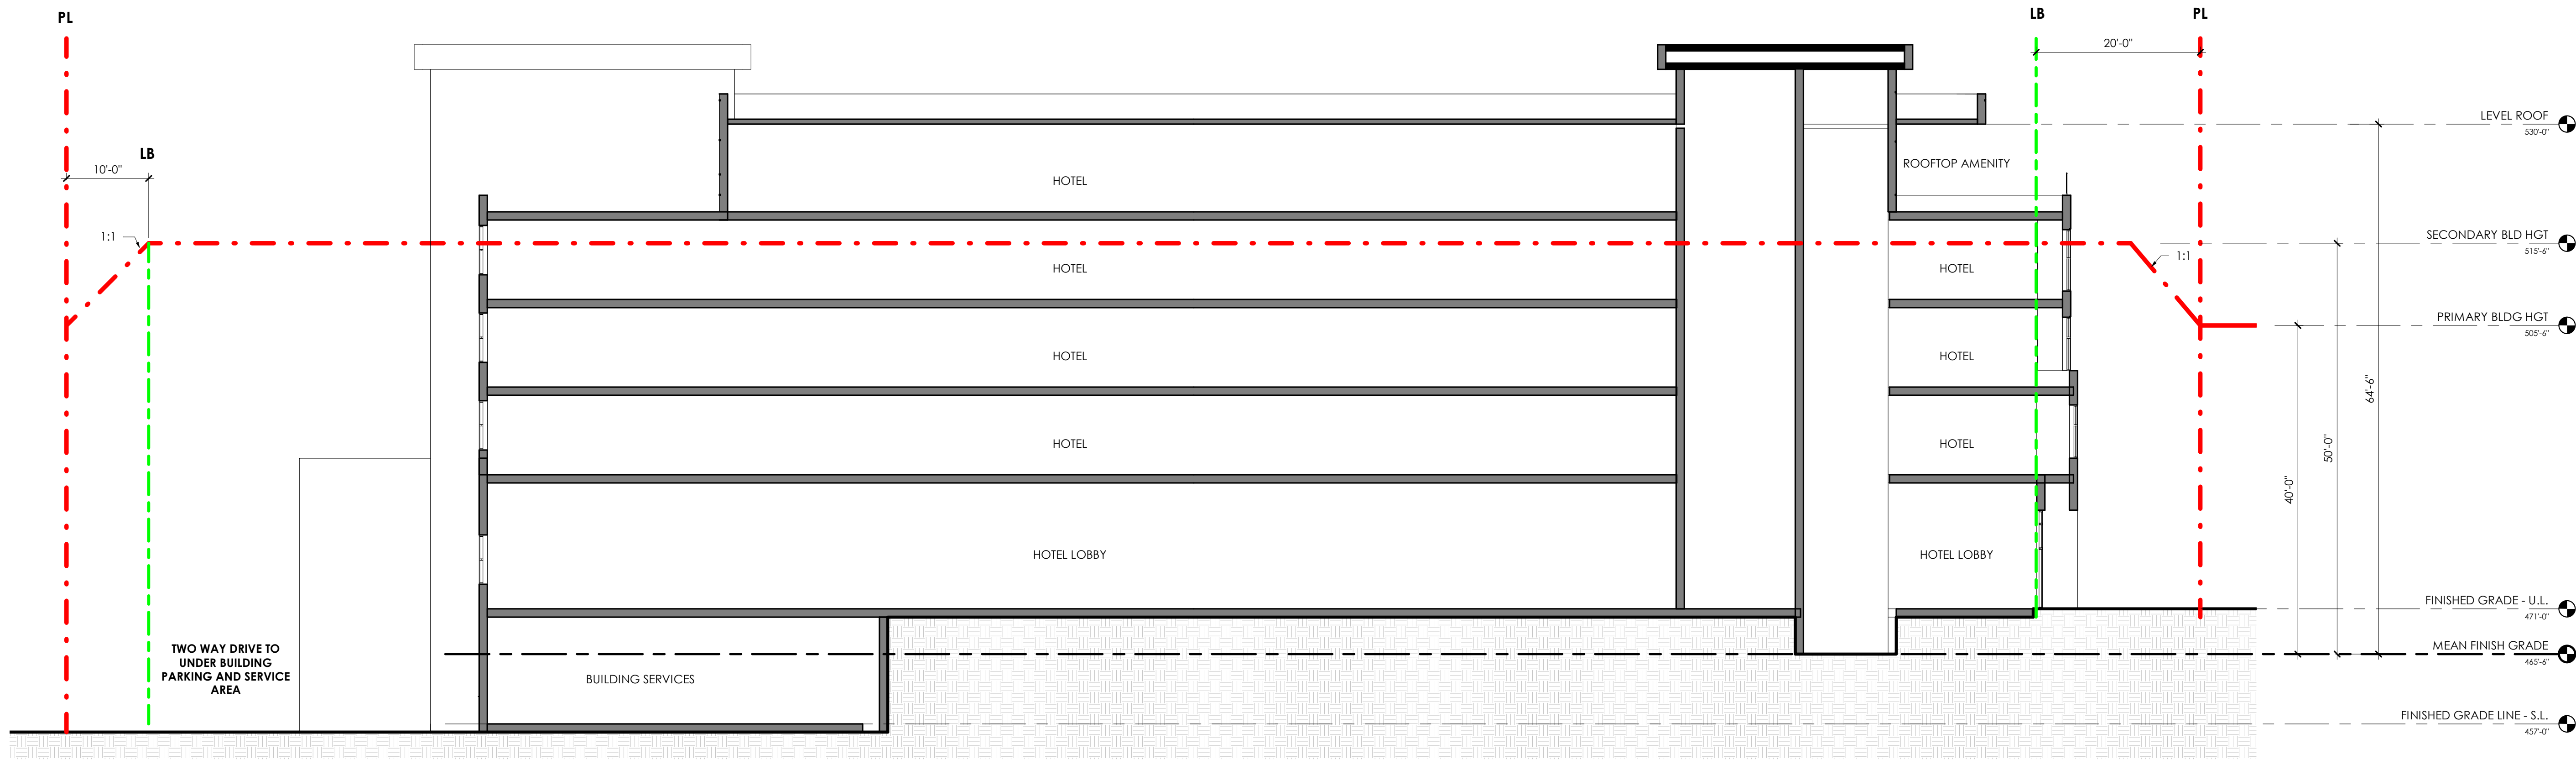 PL
LB
PL
20'-0"
LEVEL ROOF
530'-0"
LB
10'-0"
ROOFTOP AMENITY
HOTEL
1:1
SECONDARY BLD HGT
515'-6"
1:1
HOTEL
HOTEL
PRIMARY BLDG HGT
505'-6"
HOTEL
HOTEL
64'-6"
50'-0"
40'-0"
HOTEL
HOTEL
HOTEL LOBBY
HOTEL LOBBY
FINISHED GRADE - U.L.
471'-0"
TWO WAY DRIVE TO
UNDER BUILDING
PARKING AND SERVICE
AREA
MEAN FINISH GRADE
465'-6"
BUILDING SERVICES
FINISHED GRADE LINE - S.L.
457'-0"